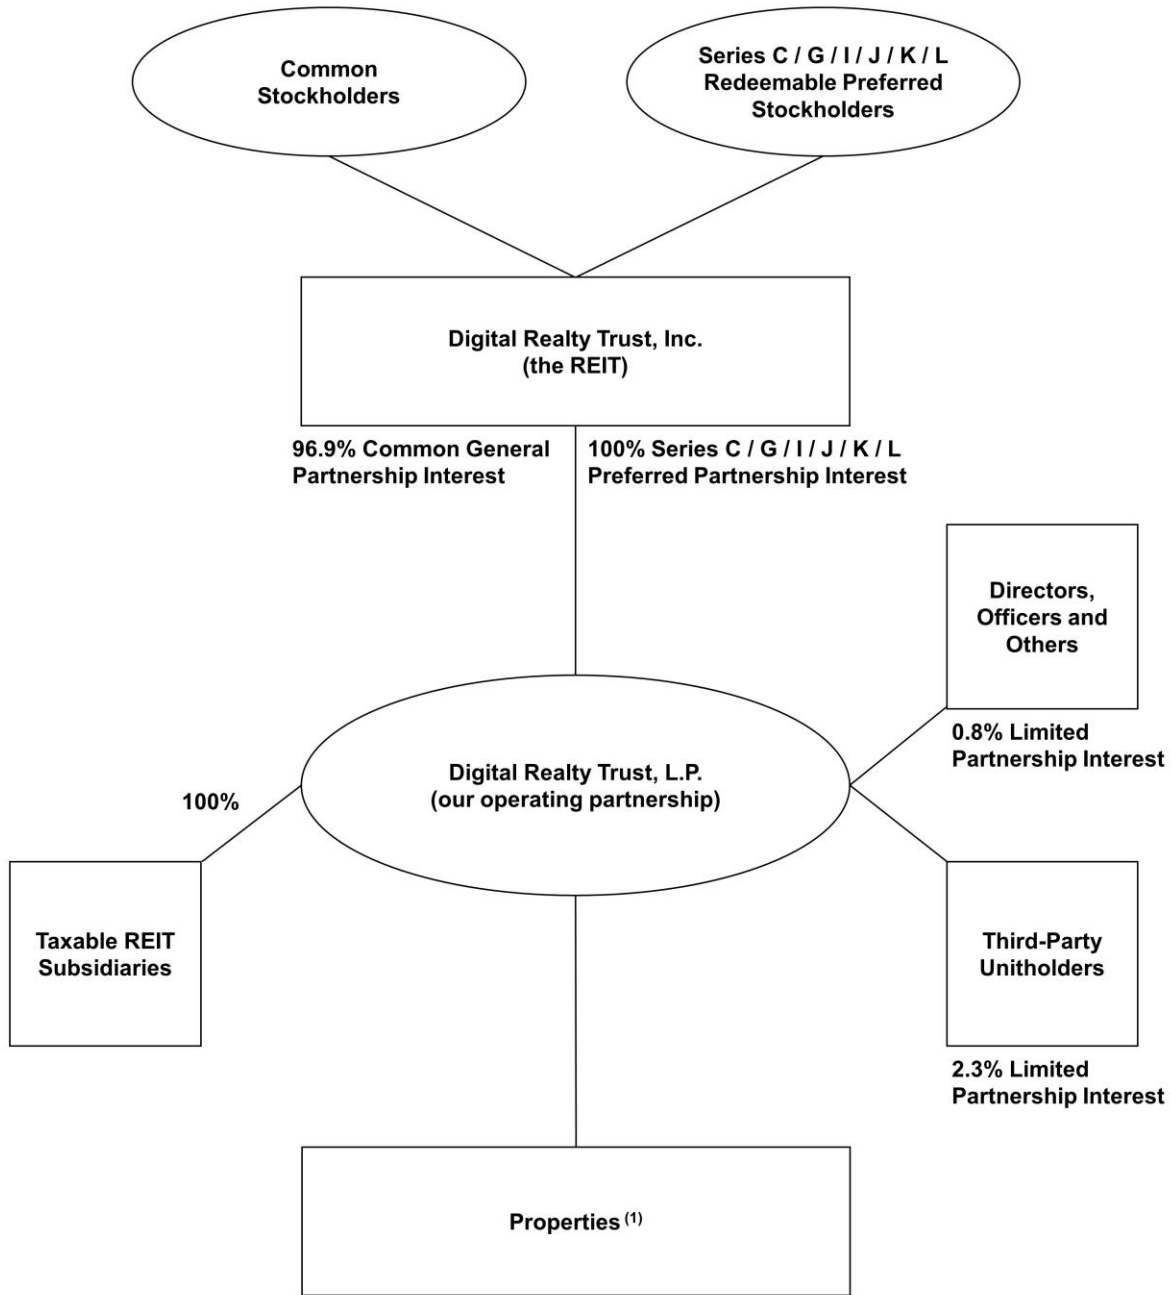 Common
Stockholders
Series C / G / I / J / K / L
Redeemable Preferred
Stockholders
Digital Realty Trust, Inc.
(the REIT)
96.9% Common General
Partnership Interest
100% Series C / G / I / J / K / L
Preferred Partnership Interest
Directors,
Officers and
Others
0.8% Limited
Partnership Interest
Digital Realty Trust, L.P.
(our operating partnership)
100%
Taxable REIT
Subsidiaries
Third-Party
Unitholders
2.3% Limited
Partnership Interest
Properties (1)